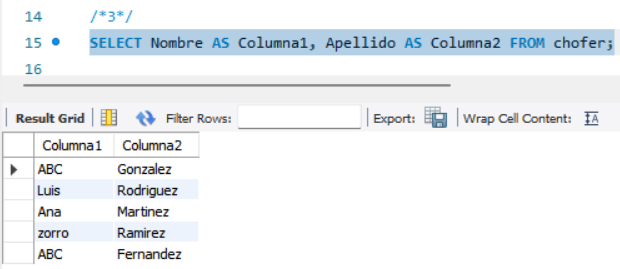 14 /*3*/
15 SELECT Nombre AS Columna1, Apellido AS Columna2 FROM chofer;
16
Result Grid Filter Rows: Export: Wrap Cell Content: IA
Columna1 Columna2
ABC Gonzalez
Luis Rodriguez
Ana Martinez
zorro Ramirez
ABC Fernandez